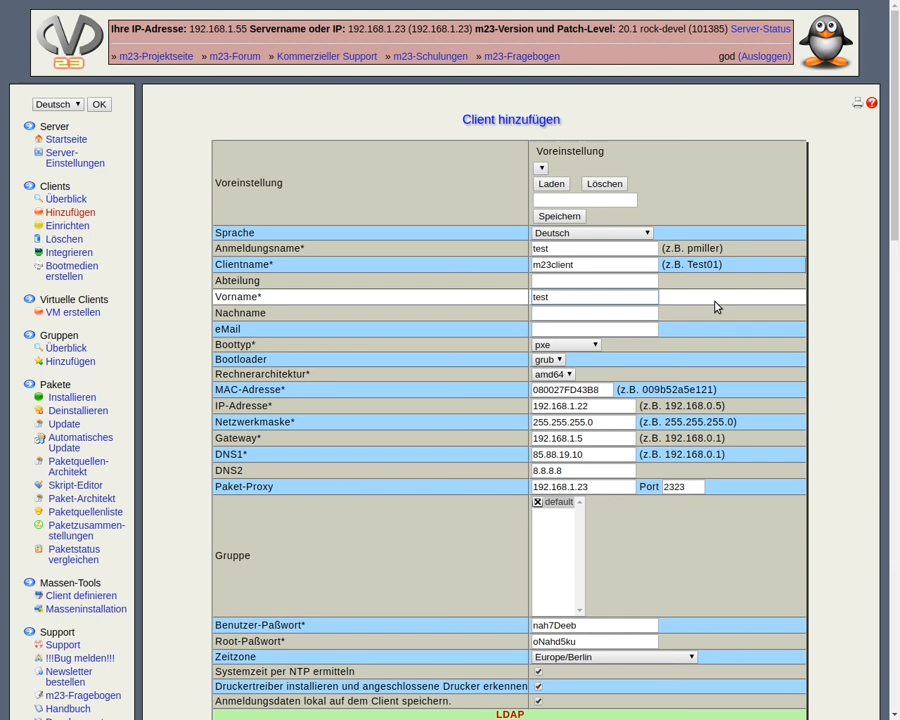 Ihre IP-Adresse: 192.168.1.55 Servername oder IP: 192.168.1.23 (192.168.1.23) m23-Version und Patch-Level: 20.1 rock-devel (101385) Server-Status
» m23-Projektseite » m23-Forum » Kommerzieller Support » m23-Schulungen » m23-Fragebogen god (Ausloggen)
Deutsch OK
Server
Startseite
Server-
Einstellungen
Clients
Überblick
Hinzufügen
Einrichten
Löschen
Integrieren
Bootmedien
erstellen
Virtuelle Clients
VM erstellen
Gruppen
Überblick
Hinzufügen
Pakete
Installieren
Deinstallieren
Update
Automatisches
Update
Paketquellen-
Architekt
Skript-Editor
Paket-Architekt
Paketquellenliste
Paketzusammen-
stellungen
Paketstatus
vergleichen
Massen-Tools
Client definieren
Masseninstallation
Support
Support
!!!Bug melden!!!
Newsletter
bestellen
m23-Fragebogen
Handbuch
Client hinzufügen
Voreinstellung
Voreinstellung
Laden Löschen
Speichern
Sprache Deutsch
Anmeldungsname* test (z.B. pmiller)
Clientname* m23client (z.B. Test01)
Abteilung
Vorname* test
Nachname
eMail
Boottyp* pxe
Bootloader grub
Rechnerarchitektur* amd64
MAC-Adresse* 080027FD43B8 (z.B. 009b52a5e121)
IP-Adresse* 192.168.1.22 (z.B. 192.168.0.5)
Netzwerkmaske* 255.255.255.0 (z.B. 255.255.255.0)
Gateway* 192.168.1.5 (z.B. 192.168.0.1)
DNS1* 85.88.19.10 (z.B. 192.168.0.1)
DNS2 8.8.8.8
Paket-Proxy 192.168.1.23 Port 2323
default
Gruppe
Benutzer-Paßwort* nah7Deeb
Root-Paßwort* oNahd5ku
Zeitzone Europe/Berlin
Systemzeit per NTP ermitteln
Druckertreiber installieren und angeschlossene Drucker erkennen
Anmeldungsdaten lokal auf dem Client speichern.
LDAP